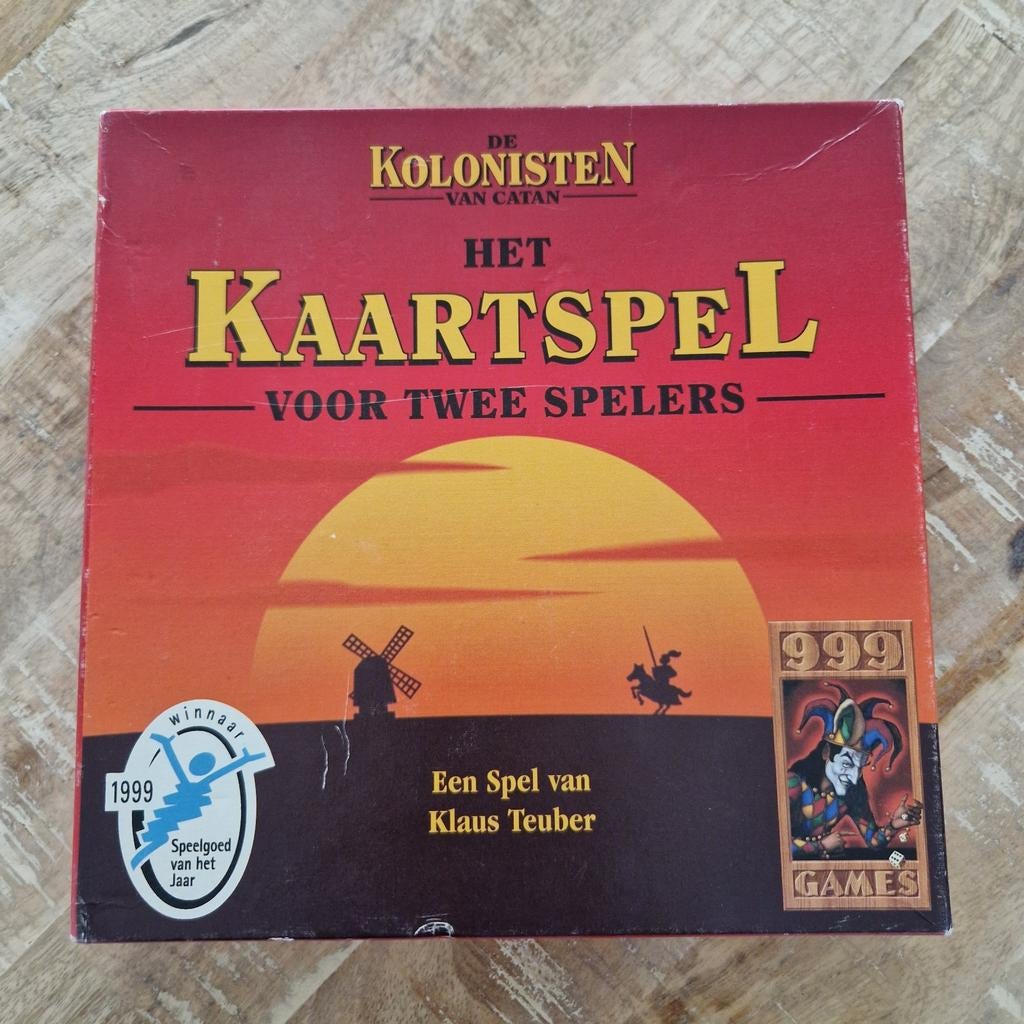 DE
KOLONISTEN
VAN CATAN
HET
KAARTSPEL
VOOR TWEE SPELERS
Een Spel van
Klaus Teuber
winnaar
1999
Speelgoed
van het
Jaar
999
GAMES